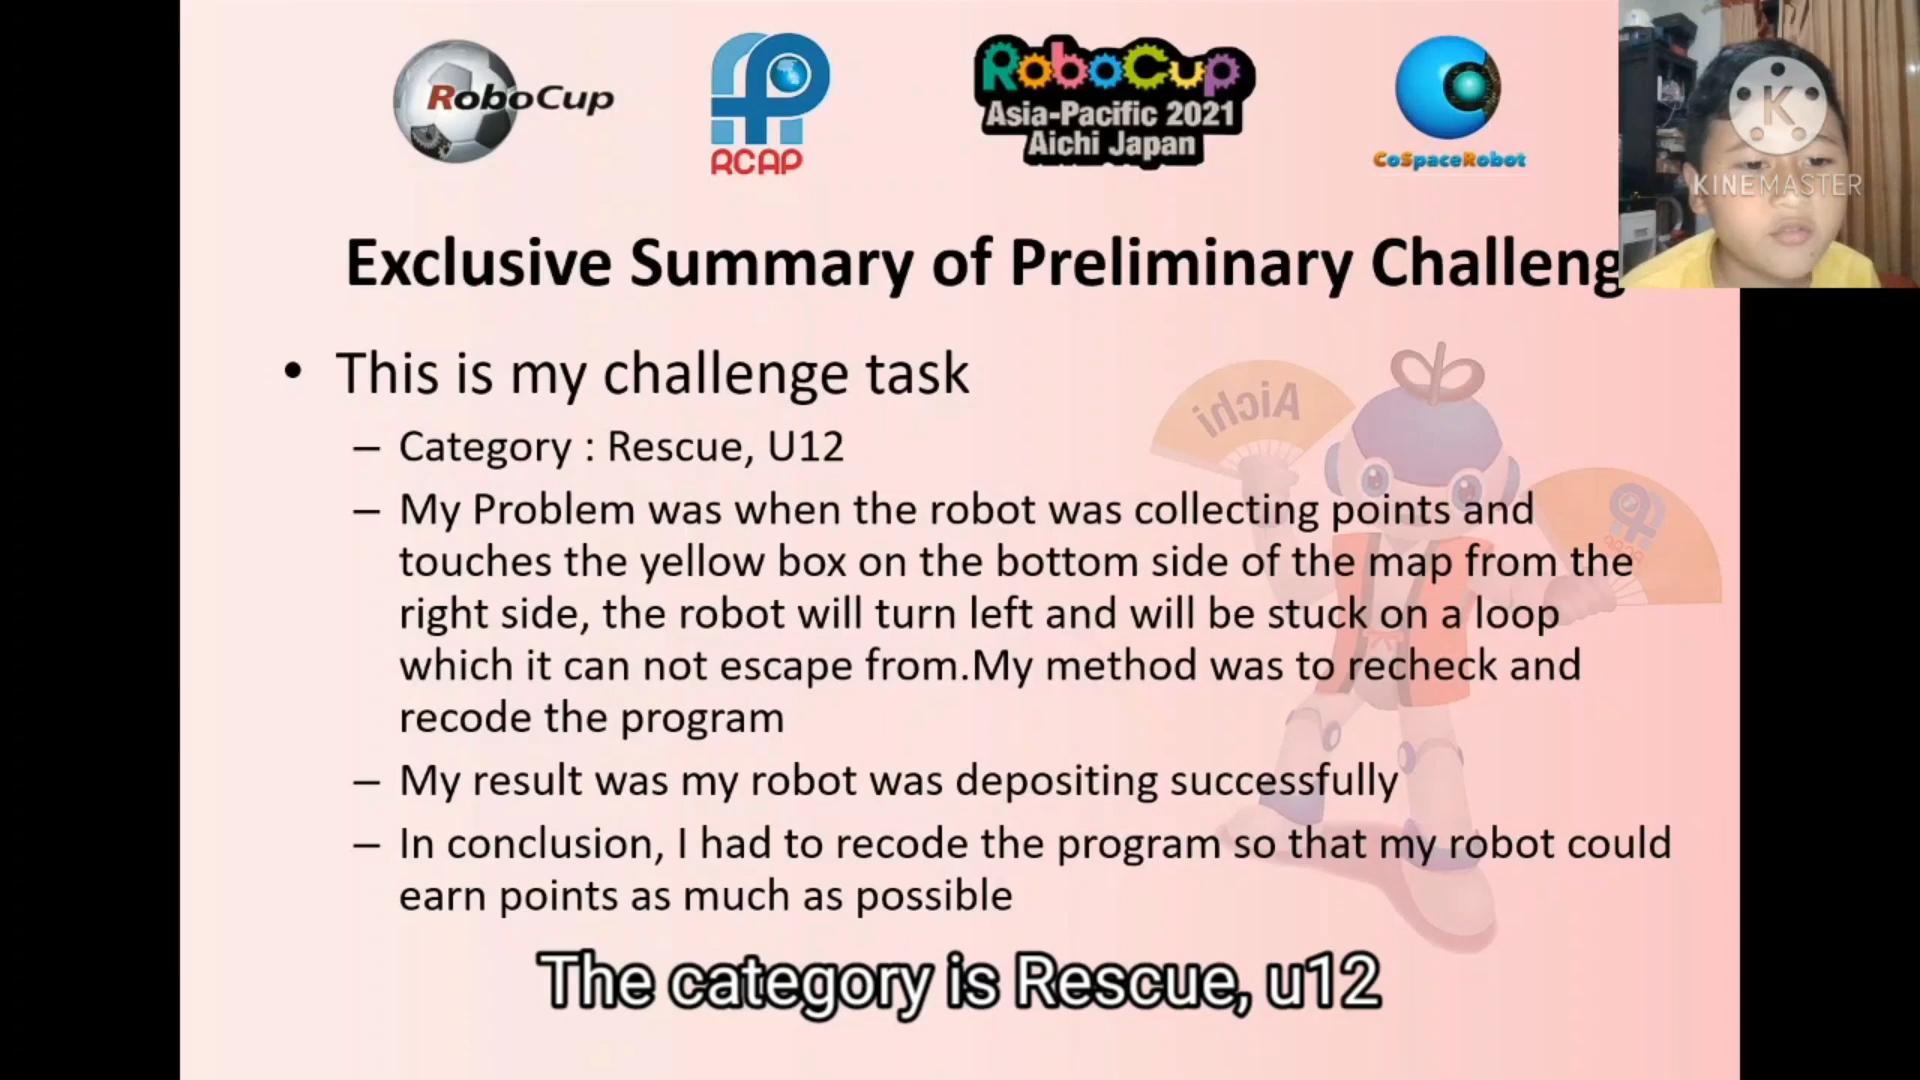 RoboCup
RCAP
RoboCup
Asia-Pacific 2021
Aichi Japan
CoSpaceRobot
K
KINEMASTER
Exclusive Summary of Preliminary Challeng
• This is my challenge task
Aichi
– Category : Rescue, U12
– My Problem was when the robot was collecting points and
touches the yellow box on the bottom side of the map from the
right side, the robot will turn left and will be stuck on a loop
which it can not escape from.My method was to recheck and
recode the program
RCAP
– My result was my robot was depositing successfully
– In conclusion, I had to recode the program so that my robot could
earn points as much as possible
The category is Rescue, u12